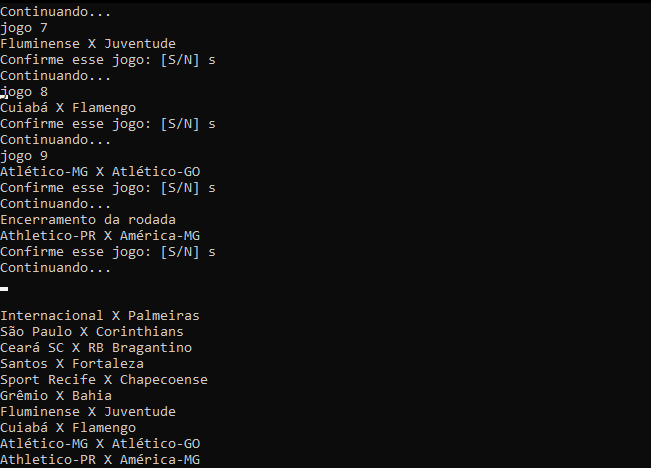 Continuando...
jogo 7
Fluminense X Juventude
Confirme esse jogo: [S/N] s
Continuando...
jogo 8
Cuiabá X Flamengo
Confirme esse jogo: [S/N] s
Continuando...
jogo 9
Atlético-MG X Atlético-GO
Confirme esse jogo: [S/N] s
Continuando...
Encerramento da rodada
Athletico-PR X América-MG
Confirme esse jogo: [S/N] s
Continuando...
Internacional X Palmeiras
São Paulo X Corinthians
Ceará SC X RB Bragantino
Santos X Fortaleza
Sport Recife X Chapecoense
Grêmio X Bahia
Fluminense X Juventude
Cuiabá X Flamengo
Atlético-MG X Atlético-GO
Athletico-PR X América-MG